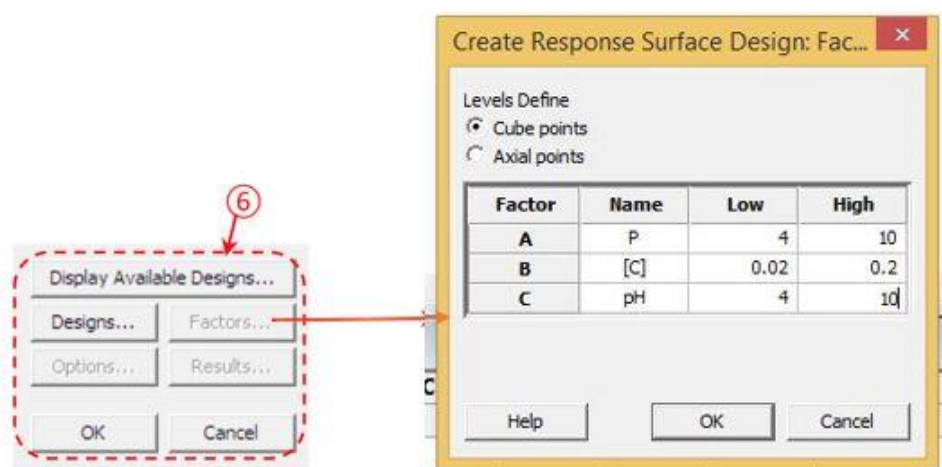 ⑥
Display Available Designs...
Designs... Factors...
Options... Results...
OK Cancel
Create Response Surface Design: Fac...
Levels Define
Cube points
Axial points
Factor Name Low High
A P 4 10
B [C] 0.02 0.2
C pH 4 10
Help OK Cancel